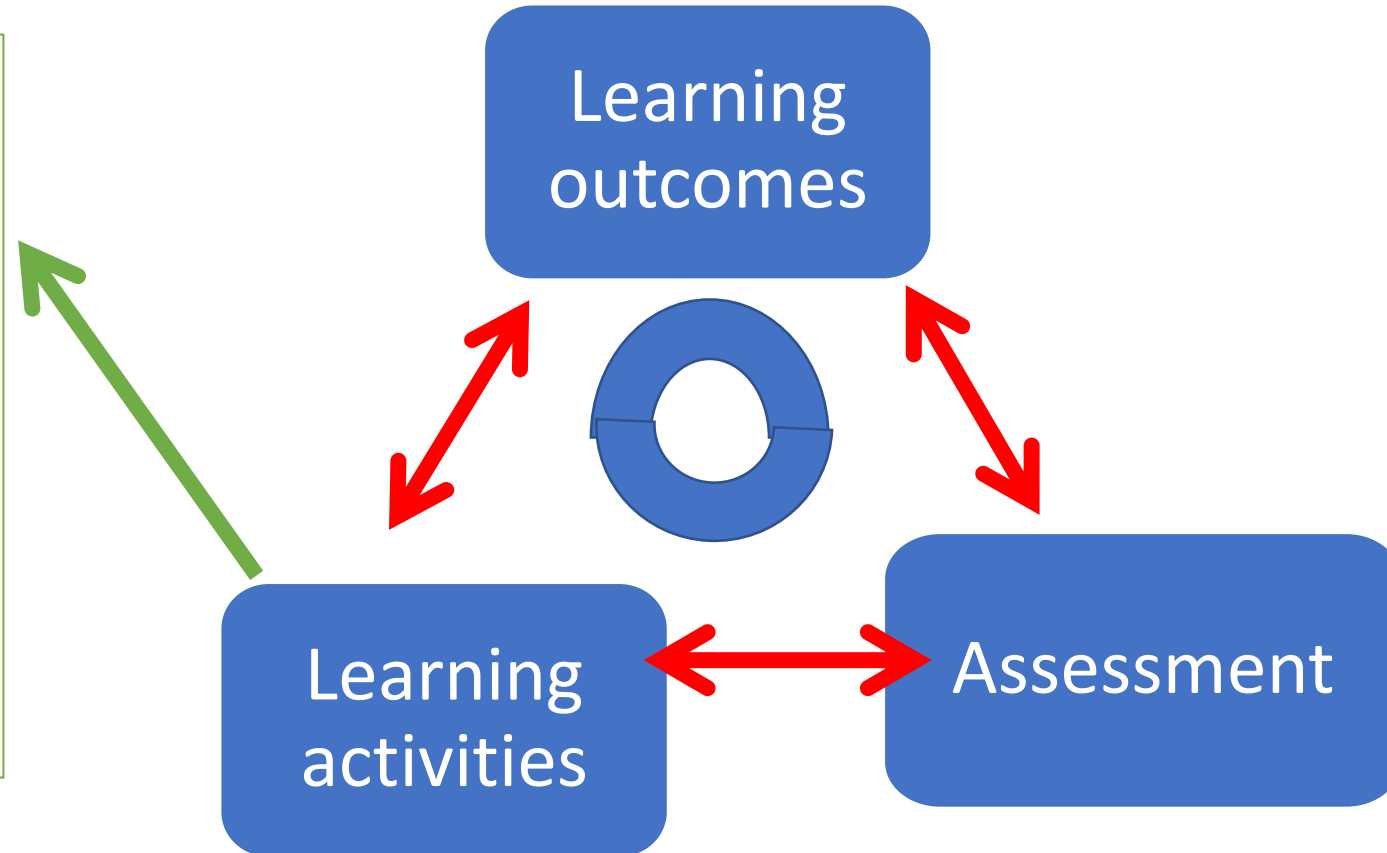 Learning
outcomes
Learning
activities
Assessment